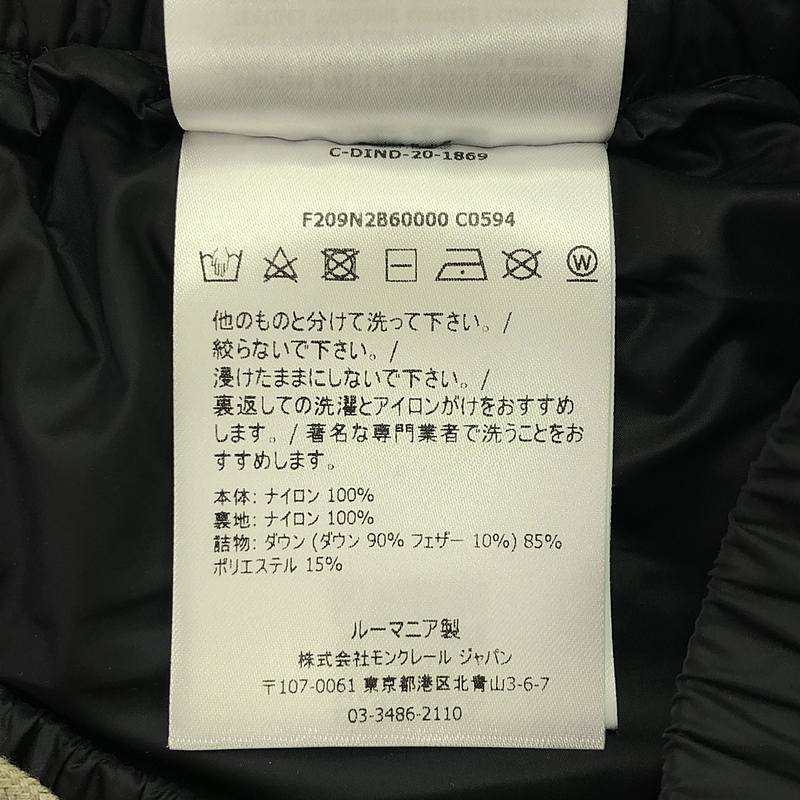 C-DIND-20-1869
F209N2B60000 C0594
W
他のものと分けて洗って下さい。/
絞らないで下さい。/
浸けたままにしないで下さい。/
裏返しての洗濯とアイロンがけをおすすめ
します。/ 著名な専門業者で洗うことをお
すすめします。
本体: ナイロン 100%
裏地: ナイロン 100%
詰物: ダウン (ダウン 90% フェザー 10%) 85%
ポリエステル 15%
ルーマニア製
株式会社モンクレール ジャパン
〒107-0061 東京都港区北青山3-6-7
03-3486-2110